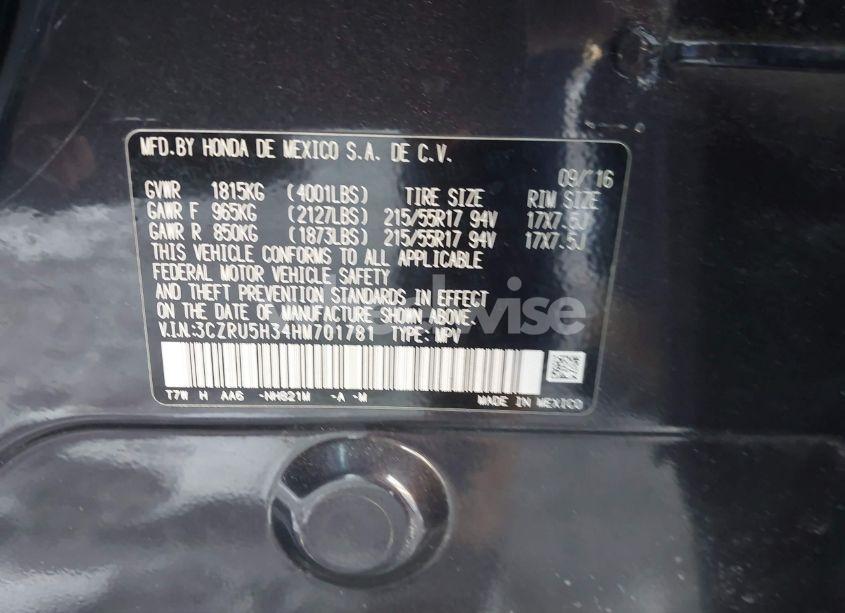 MFD.BY HONDA DE MEXICO S.A. DE C.V.
09/16
GVWR 1815KG (4001LBS) TIRE SIZE RIM SIZE
GAWR F 965KG (2127LBS) 215/55R17 94V 17X7.5J
GAWR R 850KG (1873LBS) 215/55R17 94V 17X7.5J
THIS VEHICLE CONFORMS TO ALL APPLICABLE
FEDERAL MOTOR VEHICLE SAFETY
AND THEFT PREVENTION STANDARDS IN EFFECT
ON THE DATE OF MANUFACTURE SHOWN ABOVE.
V.I.N.:3CZRU5H34HM701781 TYPE: MPV
T7W H AA6 -NH821M -A -M
MADE IN MEXICO